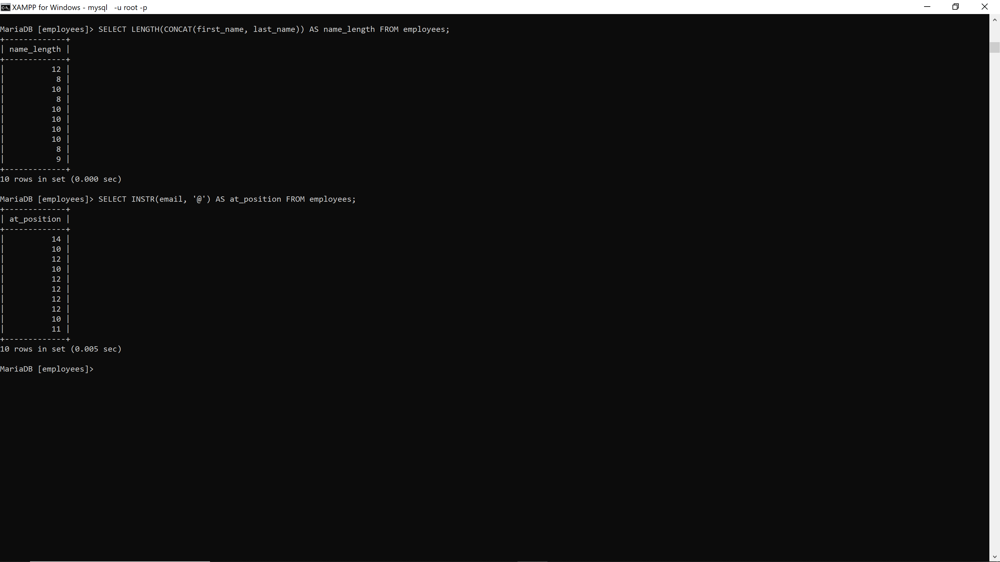 XAMPP for Windows - mysql  -u root -p
MariaDB [employees]> SELECT LENGTH(CONCAT(first_name, last_name)) AS name_length FROM employees;
+-------------+
| name_length |
+-------------+
|          12 |
|           8 |
|          10 |
|           8 |
|          10 |
|          10 |
|          10 |
|          10 |
|           8 |
|           9 |
+-------------+
10 rows in set (0.000 sec)
MariaDB [employees]> SELECT INSTR(email, '@') AS at_position FROM employees;
+-------------+
| at_position |
+-------------+
|          14 |
|          10 |
|          12 |
|          10 |
|          12 |
|          12 |
|          12 |
|          12 |
|          10 |
|          11 |
+-------------+
10 rows in set (0.005 sec)
MariaDB [employees]>